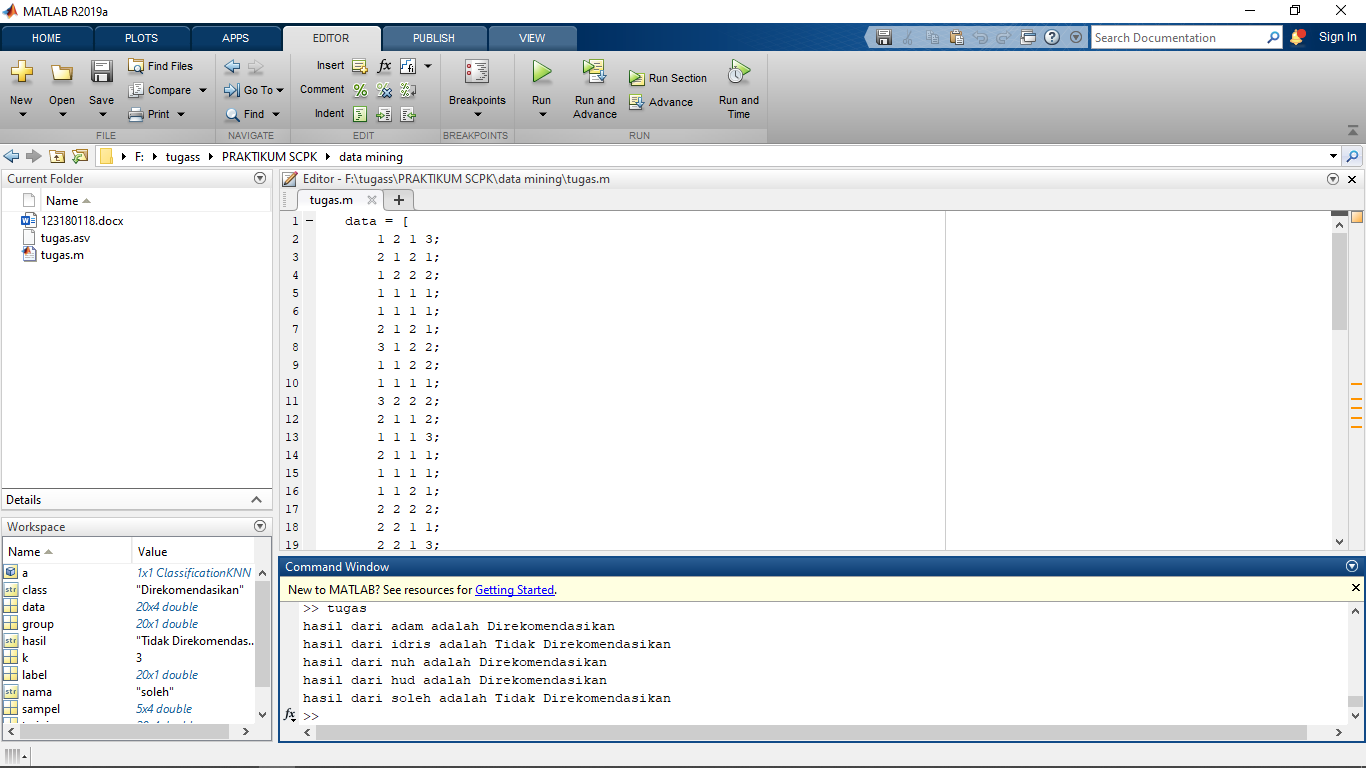 MATLAB R2019a
HOME PLOTS APPS EDITOR PUBLISH VIEW
Search Documentation
Sign In
New Open Save
Find Files
Compare
Print
FILE
Go To
Find
NAVIGATE
Insert
Comment
Indent
EDIT
Breakpoints
BREAKPOINTS
Run
Run and Advance
Run Section
Advance
Run and Time
RUN
F: tugass PRAKTIKUM SCPK data mining
Current Folder
Name
123180118.docx
tugas.asv
tugas.m
Details
Workspace
Name Value
a 1x1 ClassificationKNN
class "Direkomendasikan"
data 20x4 double
group 20x1 double
hasil "Tidak Direkomendas..
k 3
label 20x1 double
nama "soleh"
sampel 5x4 double
Editor - F:\tugass\PRAKTIKUM SCPK\data mining\tugas.m
tugas.m
1 data = [
2 1 2 1 3;
3 2 1 2 1;
4 1 2 2 2;
5 1 1 1 1;
6 1 1 1 1;
7 2 1 2 1;
8 3 1 2 2;
9 1 1 2 2;
10 1 1 1 1;
11 3 2 2 2;
12 2 1 1 2;
13 1 1 1 3;
14 2 1 1 1;
15 1 1 1 1;
16 1 1 2 1;
17 2 2 2 2;
18 2 2 1 1;
19 2 2 1 3;
Command Window
New to MATLAB? See resources for Getting Started.
>> tugas
hasil dari adam adalah Direkomendasikan
hasil dari idris adalah Tidak Direkomendasikan
hasil dari nuh adalah Direkomendasikan
hasil dari hud adalah Direkomendasikan
hasil dari soleh adalah Tidak Direkomendasikan
fx >>